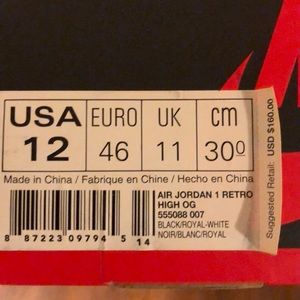 USA EURO UK cm
12 46 11 30⁰
Made in China / Fabrique en Chine / Hecho en China
AIR JORDAN 1 RETRO
HIGH OG
555088 007
BLACK/ROYAL-WHITE
NOIR/BLANC/ROYAL
8 87223 09794 5 14
Suggested Retail: USD $160.00